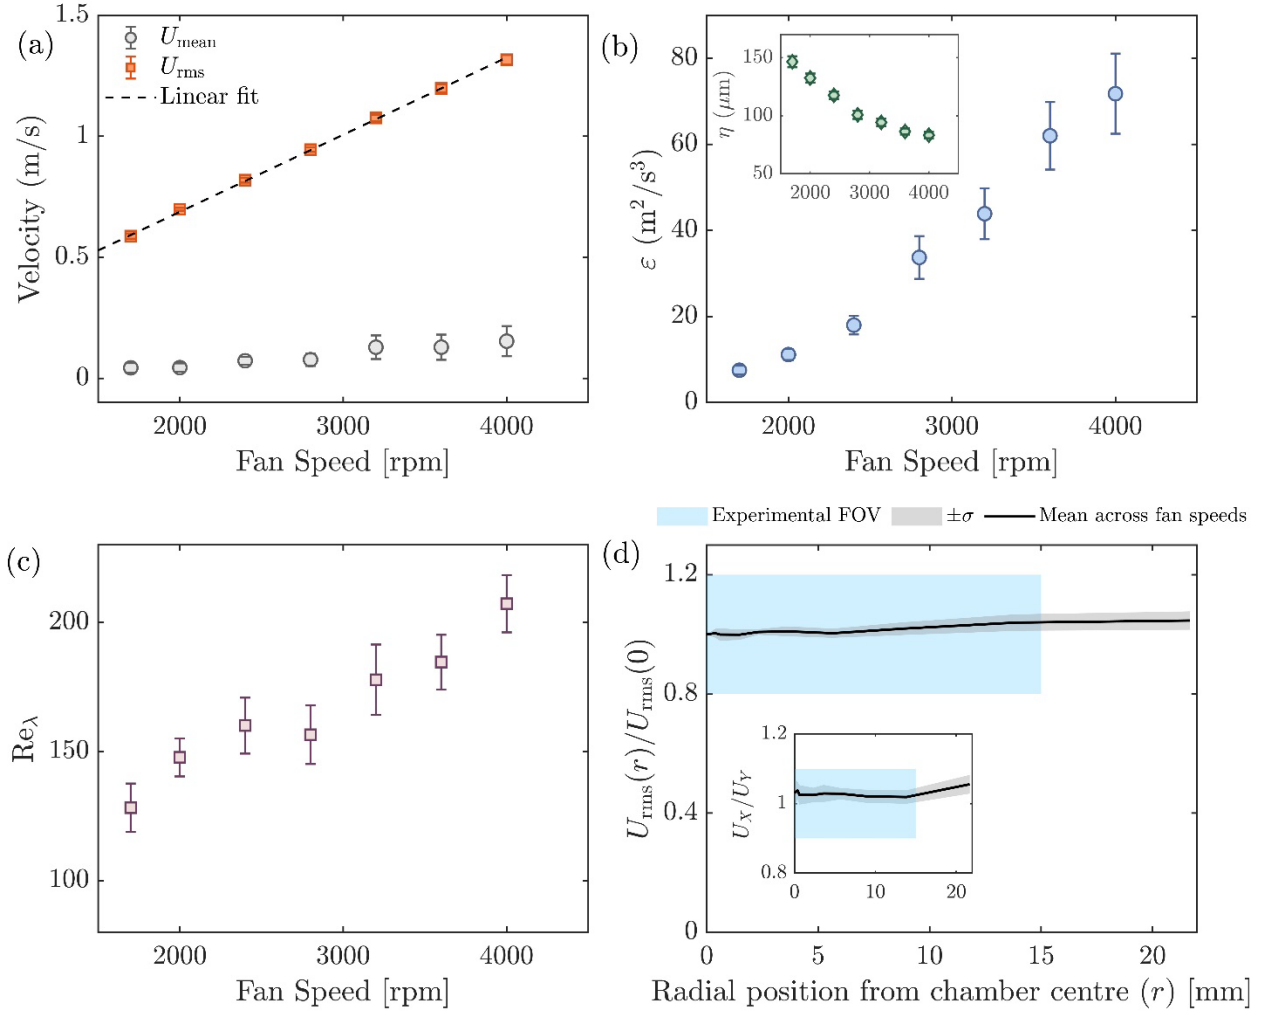 (a)
U_mean
U_rms
Linear fit
1.5
1
0.5
0
Velocity (m/s)
2000 3000 4000
Fan Speed [rpm]
(b)
80
60
40
20
0
ε (m²/s³)
150
100
50
η (μm)
2000 3000 4000
2000 3000 4000
Fan Speed [rpm]
(c)
200
150
100
Re_λ
2000 3000 4000
Fan Speed [rpm]
Experimental FOV ±σ Mean across fan speeds
(d)
1.2
0.8
0.4
0
U_rms(r)/U_rms(0)
1.2
1
0.8
U_X/U_Y
0 10 20
0 5 10 15 20
Radial position from chamber centre (r) [mm]